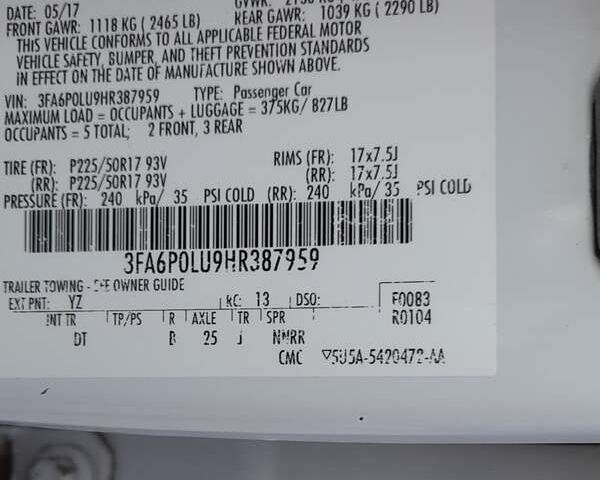 DATE: 05/17
FRONT GAWR: 1118 KG ( 2465 LB) REAR GAWR: 1039 KG ( 2290 LB)
THIS VEHICLE CONFORMS TO ALL APPLICABLE FEDERAL MOTOR
VEHICLE SAFETY, BUMPER, AND THEFT PREVENTION STANDARDS
IN EFFECT ON THE DATE OF MANUFACTURE SHOWN ABOVE.
VIN: 3FA6P0LU9HR387959 TYPE: Passenger Car
MAXIMUM LOAD = OCCUPANTS + LUGGAGE = 375KG/ 827LB
OCCUPANTS = 5 TOTAL; 2 FRONT, 3 REAR
TIRE (FR): P225/50R17 93V RIMS (FR): 17x7.5J
(RR): P225/50R17 93V (RR): 17x7.5J
PRESSURE (FR): 240 kPa/ 35 PSI COLD (RR): 240 kPa/ 35 PSI COLD
3FA6P0LU9HR387959
TRAILER TOWING - OWNER GUIDE
EXT PNT: YZ RC: 13 DSO: F0083
R0104
INT TR TP/PS R AXLE TR SPR
DT B 25 J NNRR
CMC 5U5A-5420472-AA